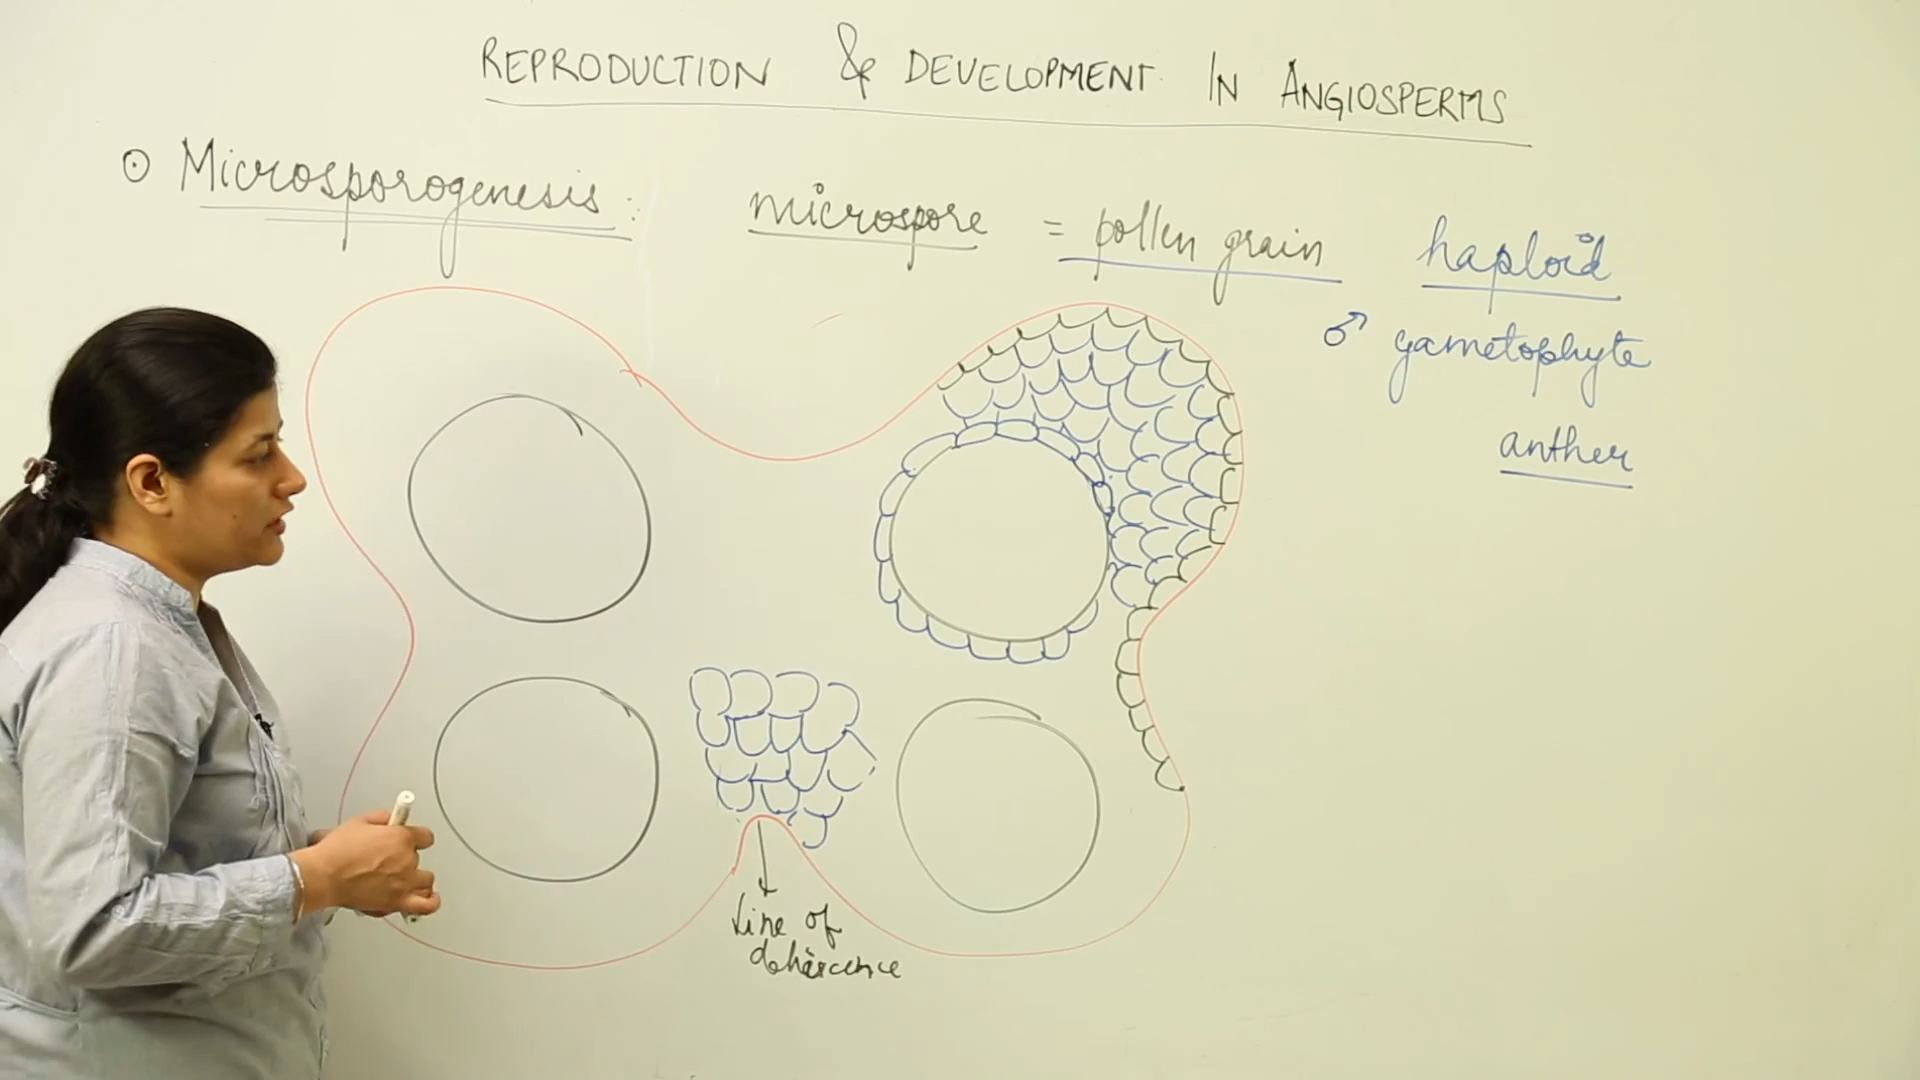 REPRODUCTION & DEVELOPMENT IN ANGIOSPERMS
⊙ Microsporogenesis :
microspore = pollen grain haploid
♂ gametophyte
anther
Line of
dehiscence